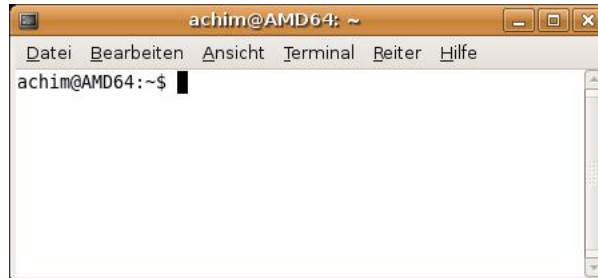 achim@AMD64: ~
Datei Bearbeiten Ansicht Terminal Reiter Hilfe
achim@AMD64:~$